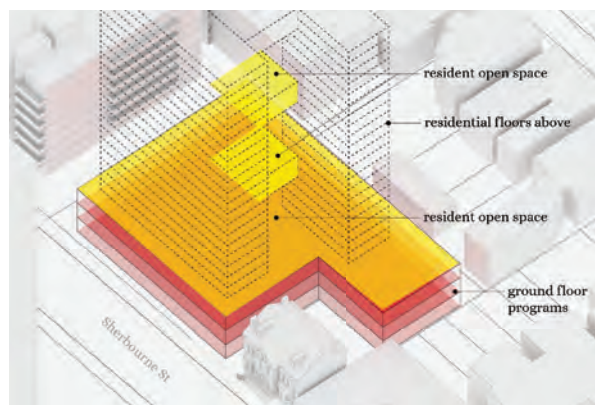 resident open space
residential floors above
resident open space
ground floor
programs
Sherbourne St